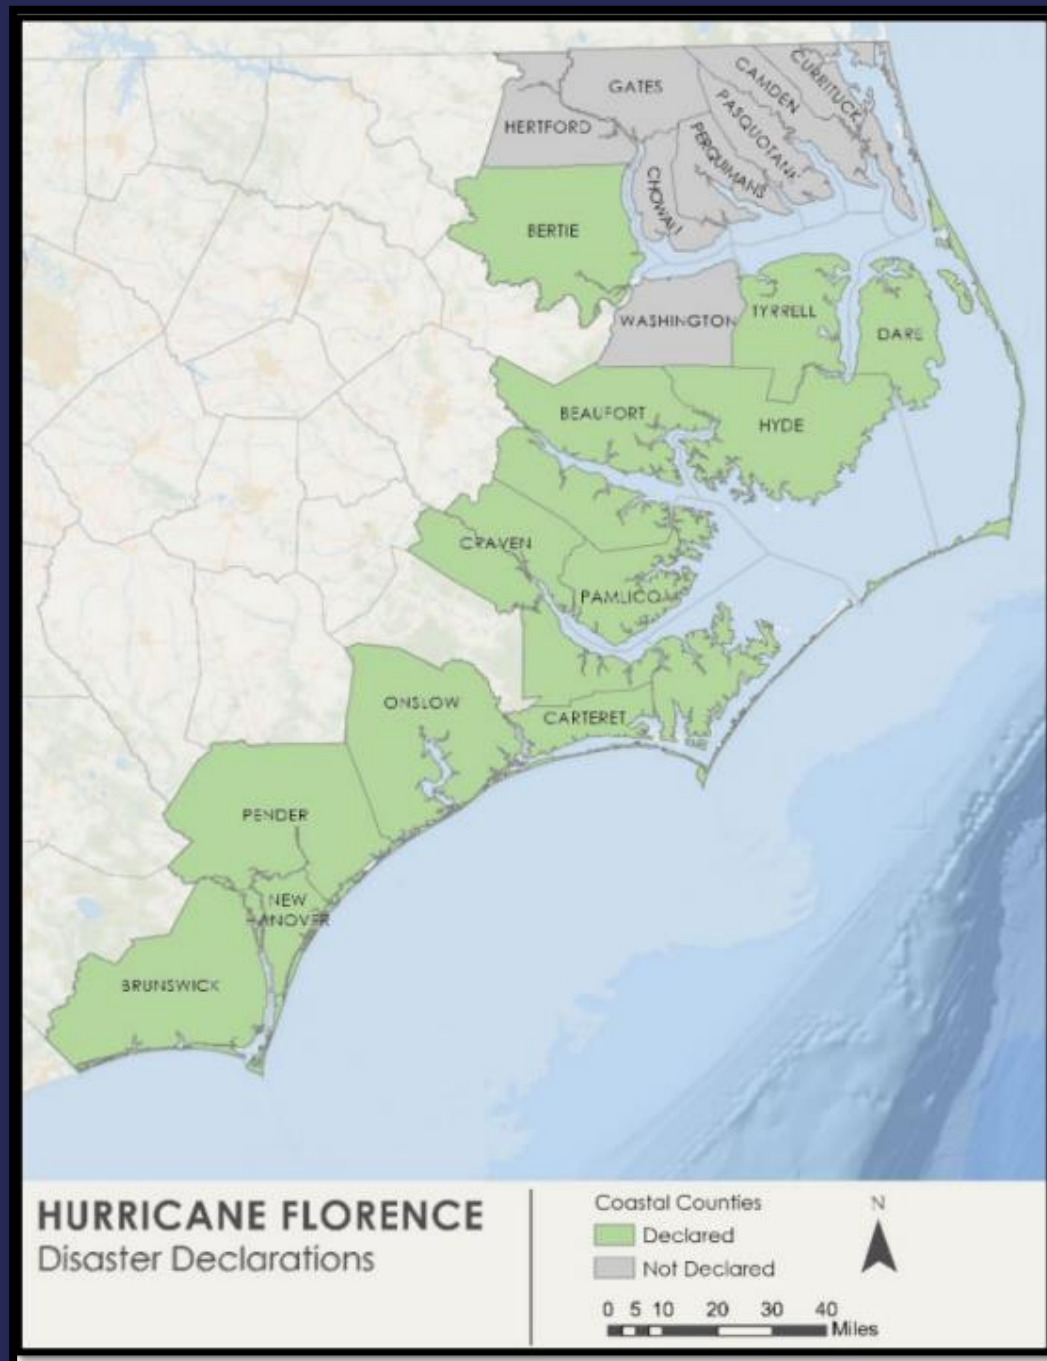 GATES
CAMDEN
CURRITUCK
HERTFORD
PASQUOTANK
PERQUIMANS
CHOWAN
BERTIE
WASHINGTON
TYRRELL
DARE
BEAUFORT
HYDE
CRAVEN
PAMLICO
ONSLOW
CARTERET
PENDER
NEW
HANOVER
BRUNSWICK
HURRICANE FLORENCE
Disaster Declarations
Coastal Counties
Declared
Not Declared
N
0 5 10 20 30 40
Miles